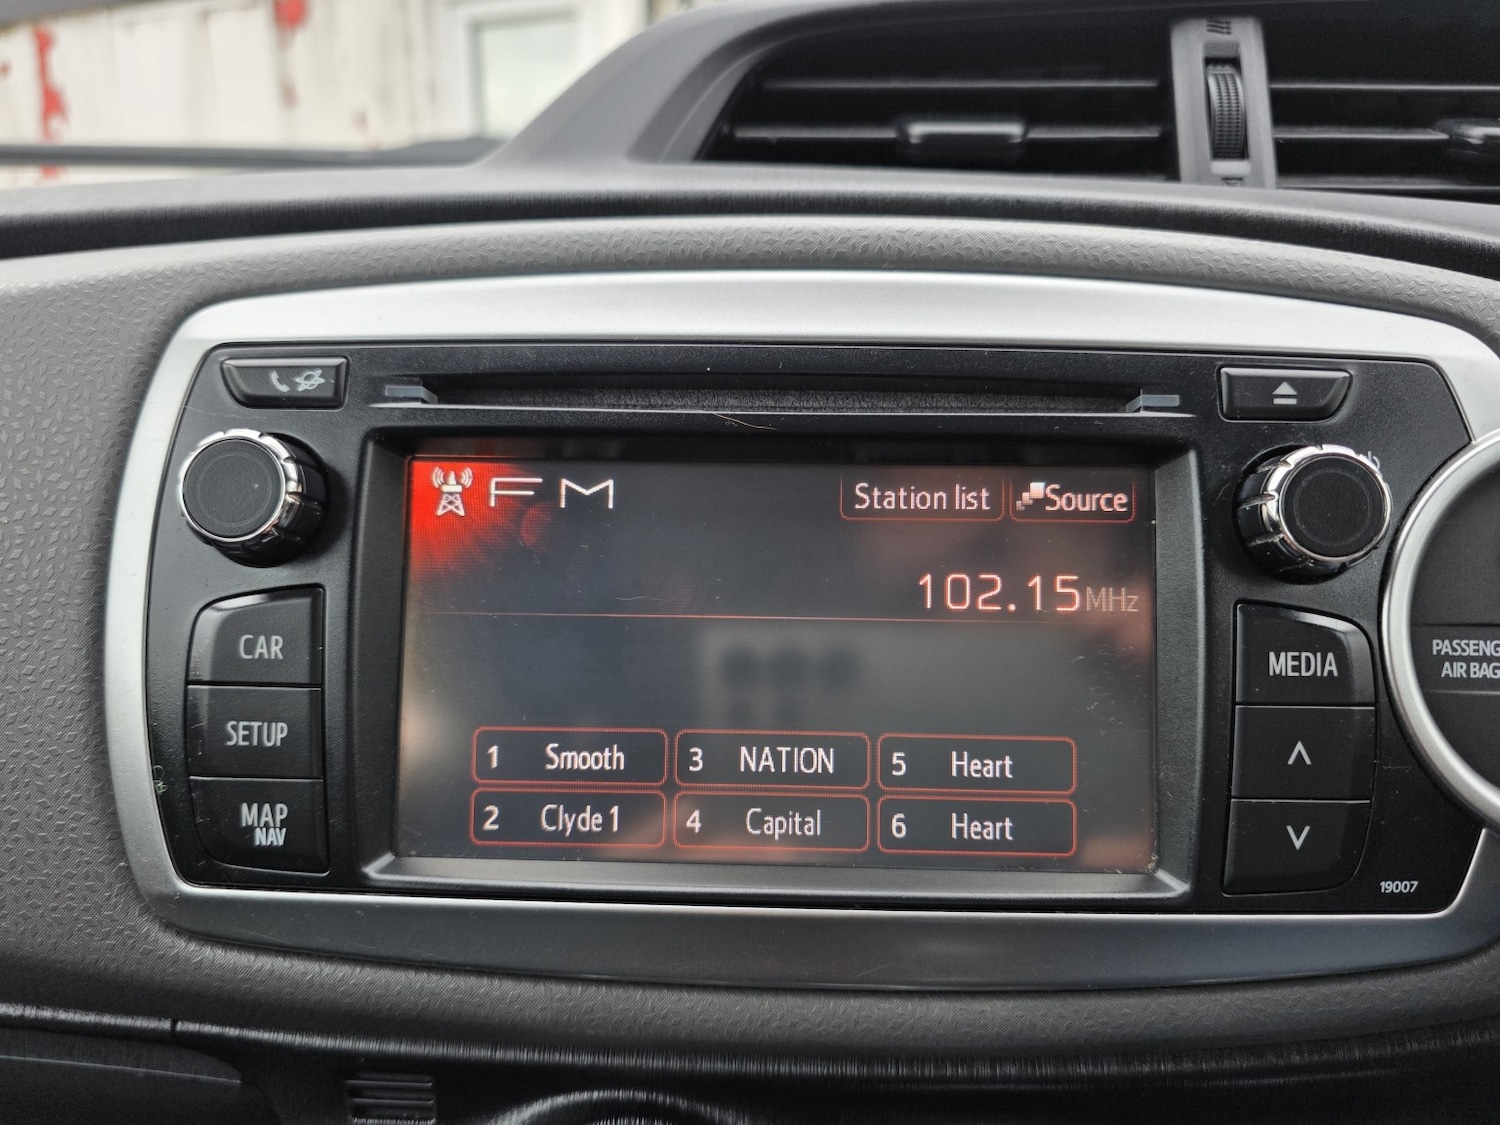 FM
Station list
Source
102.15MHz
1 Smooth
3 NATION
5 Heart
2 Clyde 1
4 Capital
6 Heart
CAR
SETUP
MAP
NAV
MEDIA
PASSENG
AIR BAG
19007